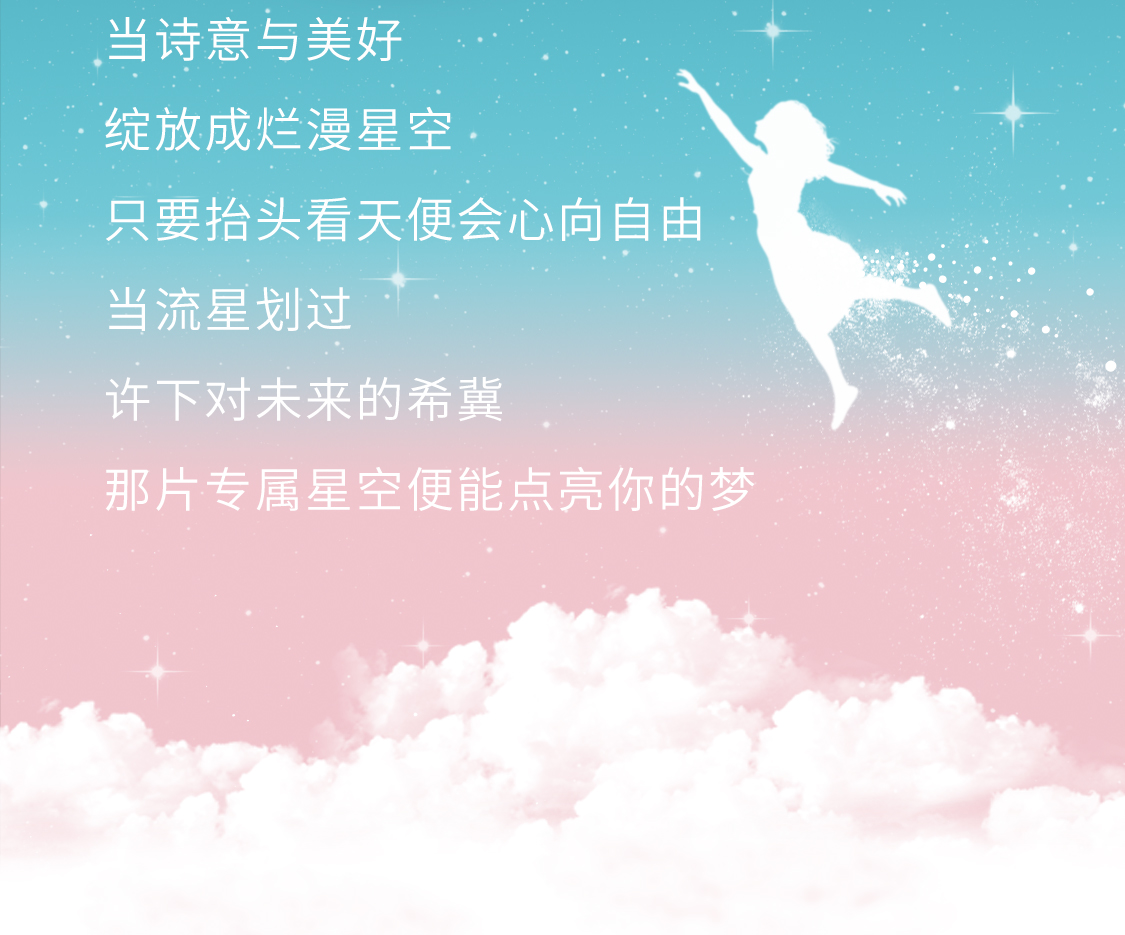 当诗意与美好
绽放成烂漫星空
只要抬头看天便会心向自由
当流星划过
许下对未来的希冀
那片专属星空便能点亮你的梦